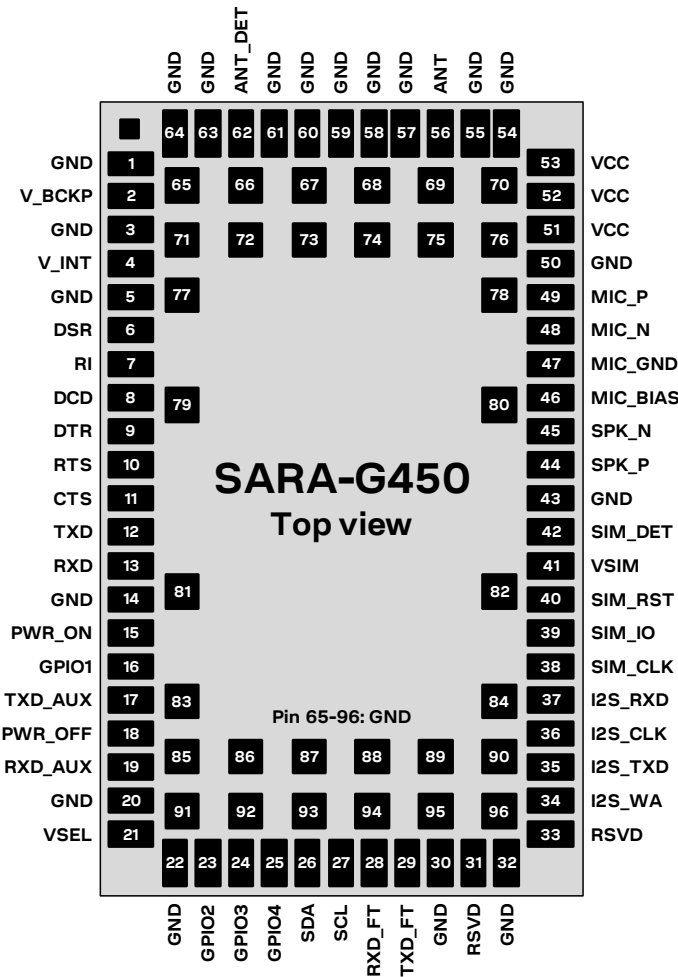 GND GND ANT_DET GND GND GND GND GND ANT GND GND
64 63 62 61 60 59 58 57 56 55 54
GND 1 53 VCC
65 66 67 68 69 70
V_BCKP 2 52 VCC
GND 3 51 VCC
71 72 73 74 75 76
V_INT 4 50 GND
GND 5 77 78 49 MIC_P
DSR 6 48 MIC_N
RI 7 47 MIC_GND
DCD 8 79 80 46 MIC_BIAS
DTR 9 45 SPK_N
RTS 10 44 SPK_P
SARA-G450
CTS 11 43 GND
Top view
TXD 12 42 SIM_DET
RXD 13 41 VSIM
GND 14 81 82 40 SIM_RST
PWR_ON 15 39 SIM_IO
GPIO1 16 38 SIM_CLK
TXD_AUX 17 83 84 37 I2S_RXD
Pin 65-96: GND
PWR_OFF 18 36 I2S_CLK
85 86 87 88 89 90
RXD_AUX 19 35 I2S_TXD
GND 20 34 I2S_WA
91 92 93 94 95 96
VSEL 21 33 RSVD
22 23 24 25 26 27 28 29 30 31 32
GND GPIO2 GPIO3 GPIO4 SDA SCL RXD_FT TXD_FT GND RSVD GND